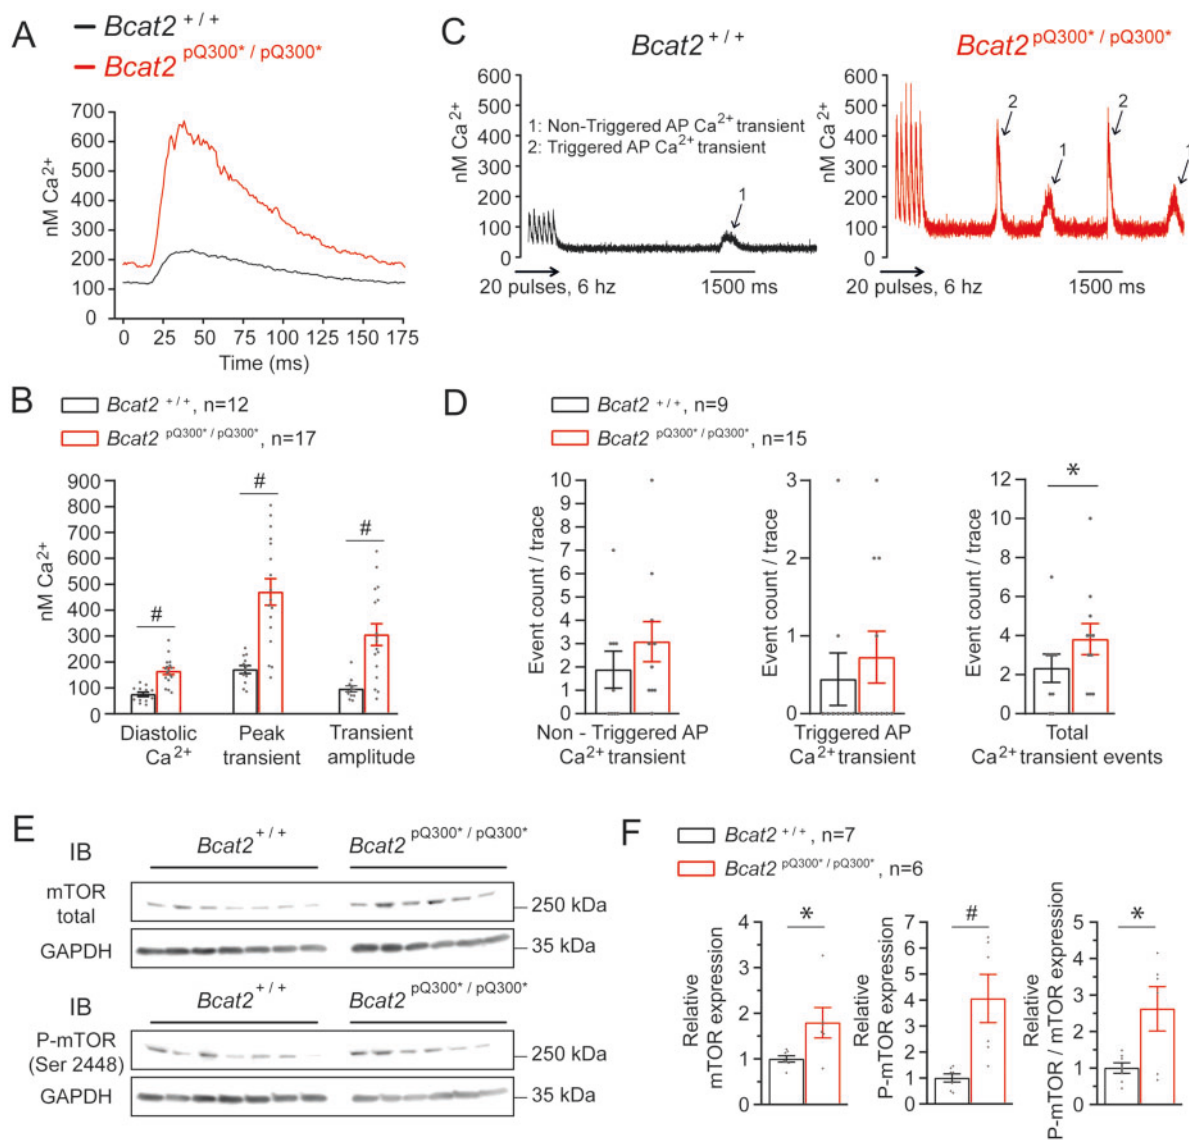 A
Bcat2 +/+
Bcat2 pQ300*/pQ300*
700
600
500
400
300
200
100
0
nM Ca2+
0 25 50 75 100 125 150 175
Time (ms)
C
Bcat2 +/+
600
500
400
300
200
100
0
nM Ca2+
1: Non-Triggered AP Ca2+ transient
2: Triggered AP Ca2+ transient
1
20 pulses, 6 hz
1500 ms
Bcat2 pQ300*/pQ300*
600
500
400
300
200
100
0
nM Ca2+
2
1
2
1
20 pulses, 6 hz
1500 ms
B
Bcat2 +/+, n=12
Bcat2 pQ300*/pQ300*, n=17
900
800
700
600
500
400
300
200
100
0
nM Ca2+
#
#
#
Diastolic
Ca2+
Peak
transient
Transient
amplitude
D
Bcat2 +/+, n=9
Bcat2 pQ300*/pQ300*, n=15
10
9
8
7
6
5
4
3
2
1
0
Event count / trace
Non - Triggered AP
Ca2+ transient
3
2
1
0
Event count / trace
Triggered AP
Ca2+ transient
12
10
8
6
4
2
0
Event count / trace
*
Total
Ca2+ transient events
E
IB
Bcat2 +/+
Bcat2 pQ300*/pQ300*
mTOR
total
250 kDa
GAPDH
35 kDa
IB
Bcat2 +/+
Bcat2 pQ300*/pQ300*
P-mTOR
(Ser 2448)
250 kDa
GAPDH
35 kDa
F
Bcat2 +/+, n=7
Bcat2 pQ300*/pQ300*, n=6
4
3
2
1
0
Relative
mTOR expression
*
7
6
5
4
3
2
1
0
Relative
P-mTOR expression
#
5
4
3
2
1
0
Relative
P-mTOR / mTOR expression
*